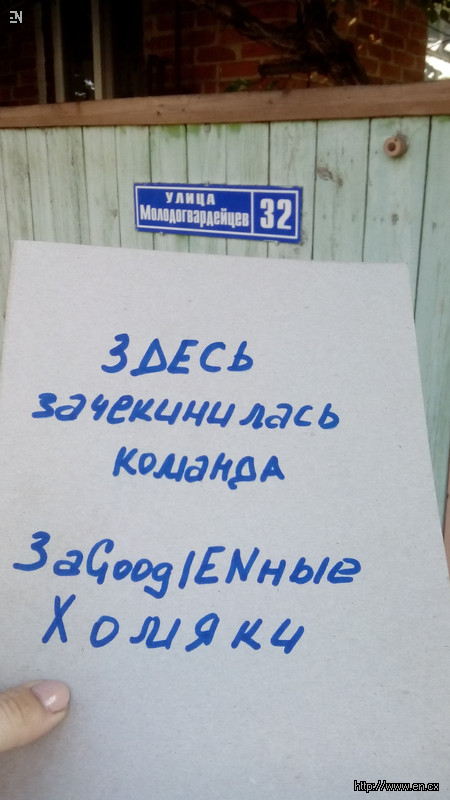 EN
УЛИЦА
Молодогвардейцев 32
ЗДЕСЬ
зачекинилась
команда
ЗаGooglENные
Хомяки
http://www.en.cx